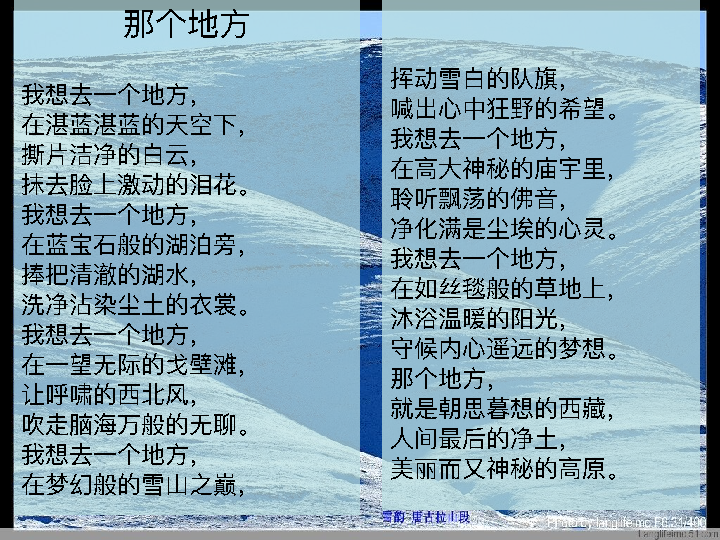 那个地方
我想去一个地方，
在湛蓝湛蓝的天空下，
撕片洁净的白云，
抹去脸上激动的泪花。
我想去一个地方，
在蓝宝石般的湖泊旁，
捧把清澈的湖水，
洗净沾染尘土的衣裳。
我想去一个地方，
在一望无际的戈壁滩，
让呼啸的西北风，
吹走脑海万般的无聊。
我想去一个地方，
在梦幻般的雪山之巅，
挥动雪白的队旗，
喊出心中狂野的希望。
我想去一个地方，
在高大神秘的庙宇里，
聆听飘荡的佛音，
净化满是尘埃的心灵。
我想去一个地方，
在如丝毯般的草地上，
沐浴温暖的阳光，
守候内心遥远的梦想。
那个地方，
就是朝思暮想的西藏，
人间最后的净土，
美丽而又神秘的高原。
雪韵 唐古拉山段
Photo by langlifeimc
Langlifeimc.51.com